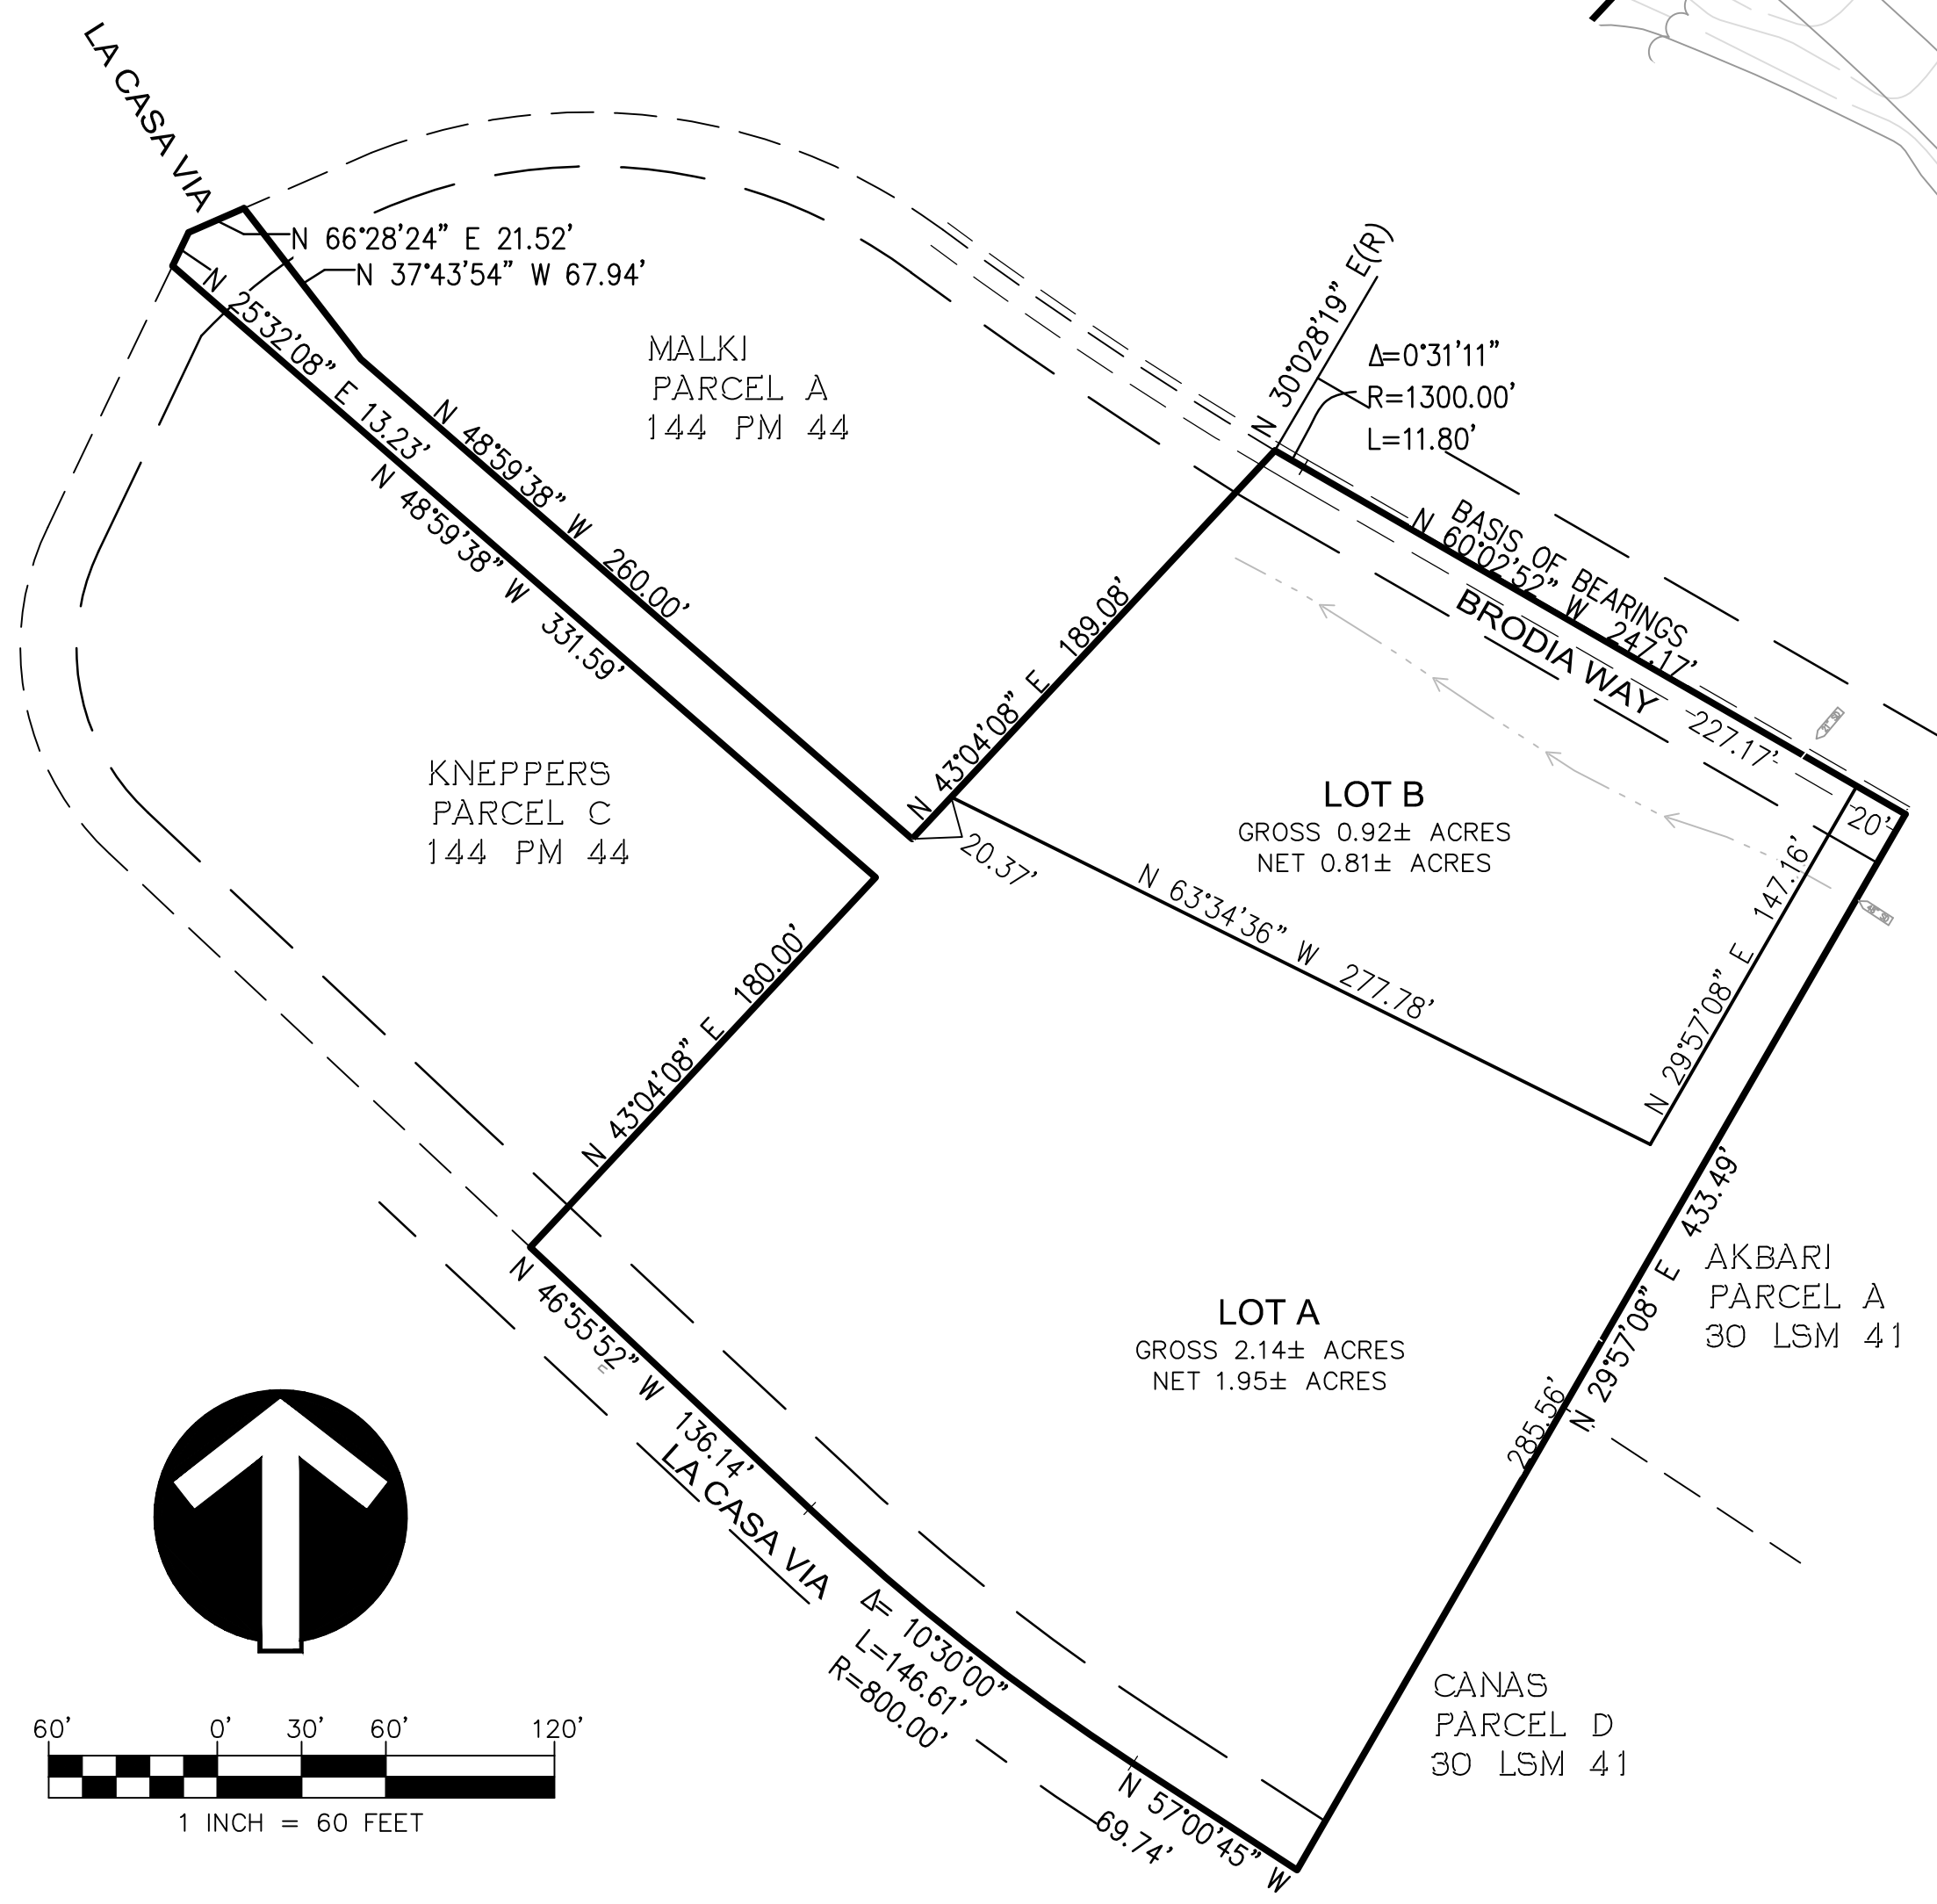 LA CASA VIA
N 66°28'24" E 21.52'
N 37°43'54" W 67.94'
N 25°32'08" E 13.23'
N 48°59'38" W 260.00'
N 48°59'38" W 331.59'
MALKI
PARCEL A
144 PM 44
N 30°028'19" E(R)
Δ=0°31'11"
R=1300.00'
L=11.80'
BASIS OF BEARINGS
N 60°02'52" W 247.17'
BRODIA WAY
227.17'
20'
N 43°04'08" E 189.08'
20.37'
KNEPPERS
PARCEL C
144 PM 44
LOT B
GROSS 0.92± ACRES
NET 0.81± ACRES
N 63°34'36" W 277.78'
N 29°57'08" E 147.16'
N 43°04'08" E 180.00'
N 29°57'08" E 433.49'
285.56'
AKBARI
PARCEL A
30 LSM 41
LOT A
GROSS 2.14± ACRES
NET 1.95± ACRES
N 46°55'52" W 136.14'
E
LA CASA VIA
Δ= 10°30'00"
L=146.61'
R=800.00'
N 57°00'45" W
69.74'
CANAS
PARCEL D
30 LSM 41
60' 0' 30' 60' 120'
1 INCH = 60 FEET